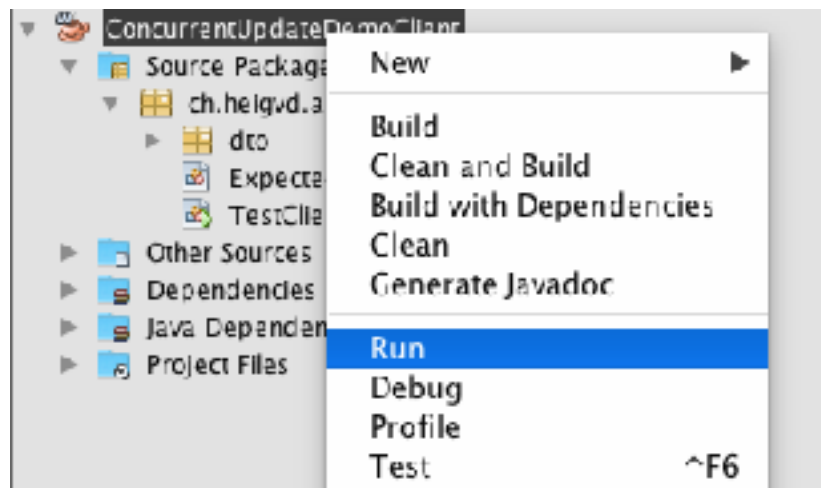 ConcurrentUpdateDemoClient
Source Package
ch.heigvd.a
dto
Expecte
TestClie
Other Sources
Dependencies
Java Dependen
Project Files
New
Build
Clean and Build
Build with Dependencies
Clean
Generate Javadoc
Run
Debug
Profile
Test ^F6